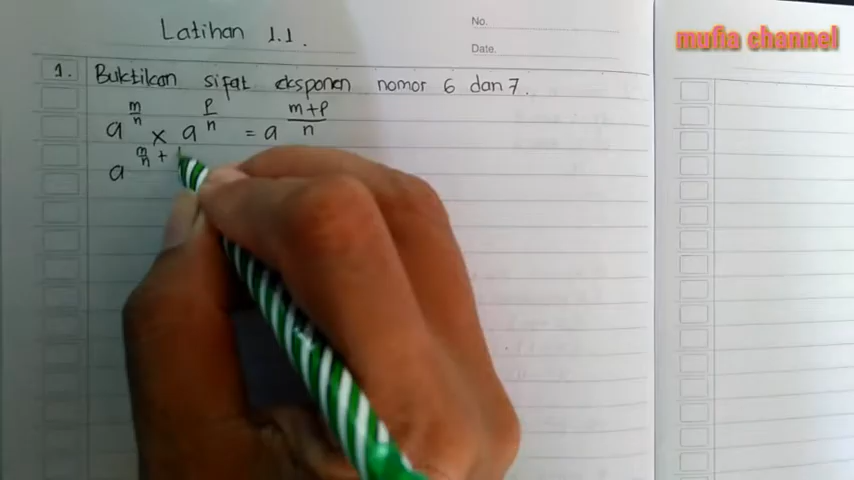 Latihan 1.1.
No.
Date.
mufia channel
1. Buktikan sifat eksponen nomor 6 dan 7.
a^(m/n) × a^(p/n) = a^((m+p)/n)
a^(m/n +